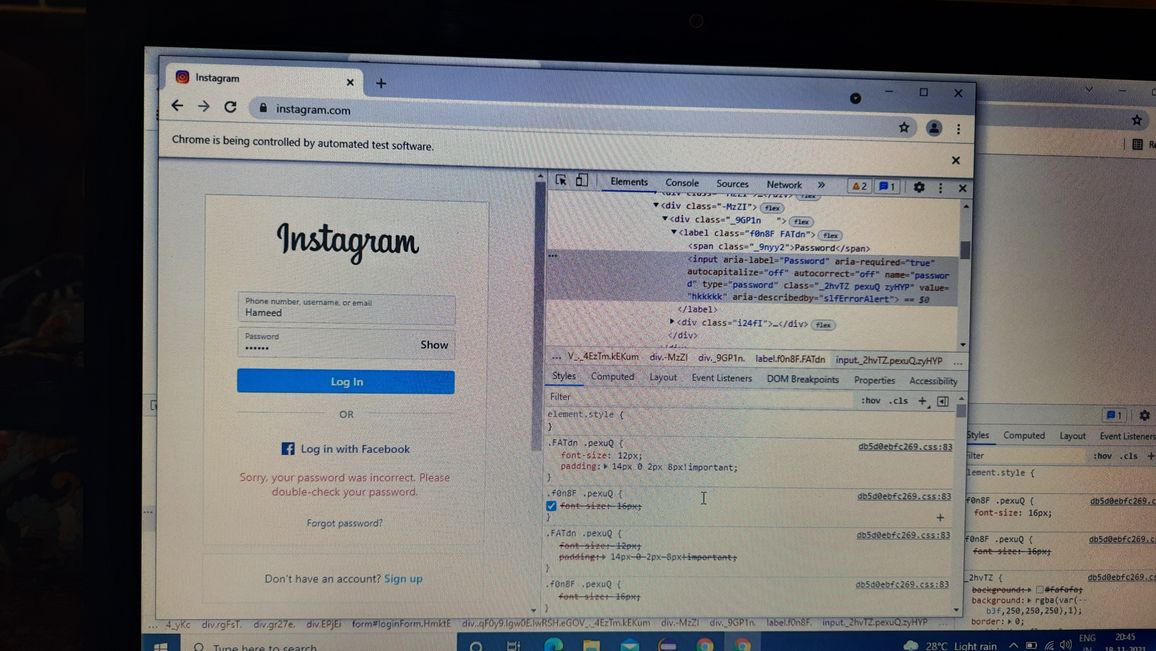 Instagram
instagram.com
Chrome is being controlled by automated test software.
Re
Instagram
Phone number, username, or email
Hameed
Password
••••••
Show
Log In
OR
Log in with Facebook
Sorry, your password was incorrect. Please
double-check your password.
Forgot password?
Don't have an account? Sign up
Elements Console Sources Network » 2 1
<div class="-MzZI"> flex
<div class="_9GP1n "> flex
<label class="f0n8F FATdn"> flex
<span class="_9nyy2">Password</span>
<input aria-label="Password" aria-required="true"
autocapitalize="off" autocorrect="off" name="passwor
d" type="password" class="_2hvTZ pexuQ zyHYP" value=
"hkkkkk" aria-describedby="slfErrorAlert"> == $0
</label>
<div class="i24fI">…</div> flex
</div>
... V_._4EzTm.kEKum div.-MzZI div._9GP1n. label.f0n8F.FATdn input._2hvTZ.pexuQ.zyHYP ...
Styles Computed Layout Event Listeners DOM Breakpoints Properties Accessibility
Filter :hov .cls +
element.style {
}
.FATdn .pexuQ { db5d0ebfc269.css:83
font-size: 12px;
padding: 14px 0 2px 8px!important;
}
.f0n8F .pexuQ { db5d0ebfc269.css:83
font-size: 16px;
}
.FATdn .pexuQ { db5d0ebfc269.css:83
font-size: 12px;
padding: 14px 0 2px 8px!important;
}
.f0n8F .pexuQ { db5d0ebfc269.css:83
font-size: 16px;
}
1
Styles Computed Layout Event Listeners
Filter :hov .cls +
element.style {
f0n8F .pexuQ { db5d0ebfc26
font-size: 16px;
f0n8F .pexuQ { db5d0ebfc269.c
font-size: 16px;
_2hvTZ { db5d0ebfc269.cs
background: #fafafa;
background: rgba(var(--
b3f,250,250,250),1);
border: 0;
... 4_yKc div.rgFsT. div.gr27e. div.EPjEi form#loginForm.HmktE div.qF0y9.Igw0E.IwRSH.eGOV_._4EzTm.kEKum div.-MzZI div._9GP1n. label.f0n8F. input._2hvTZ.pexuQ.zyHYP ...
Type here to search
28°C Light rain ENG 20:45
IN 18-11-2021